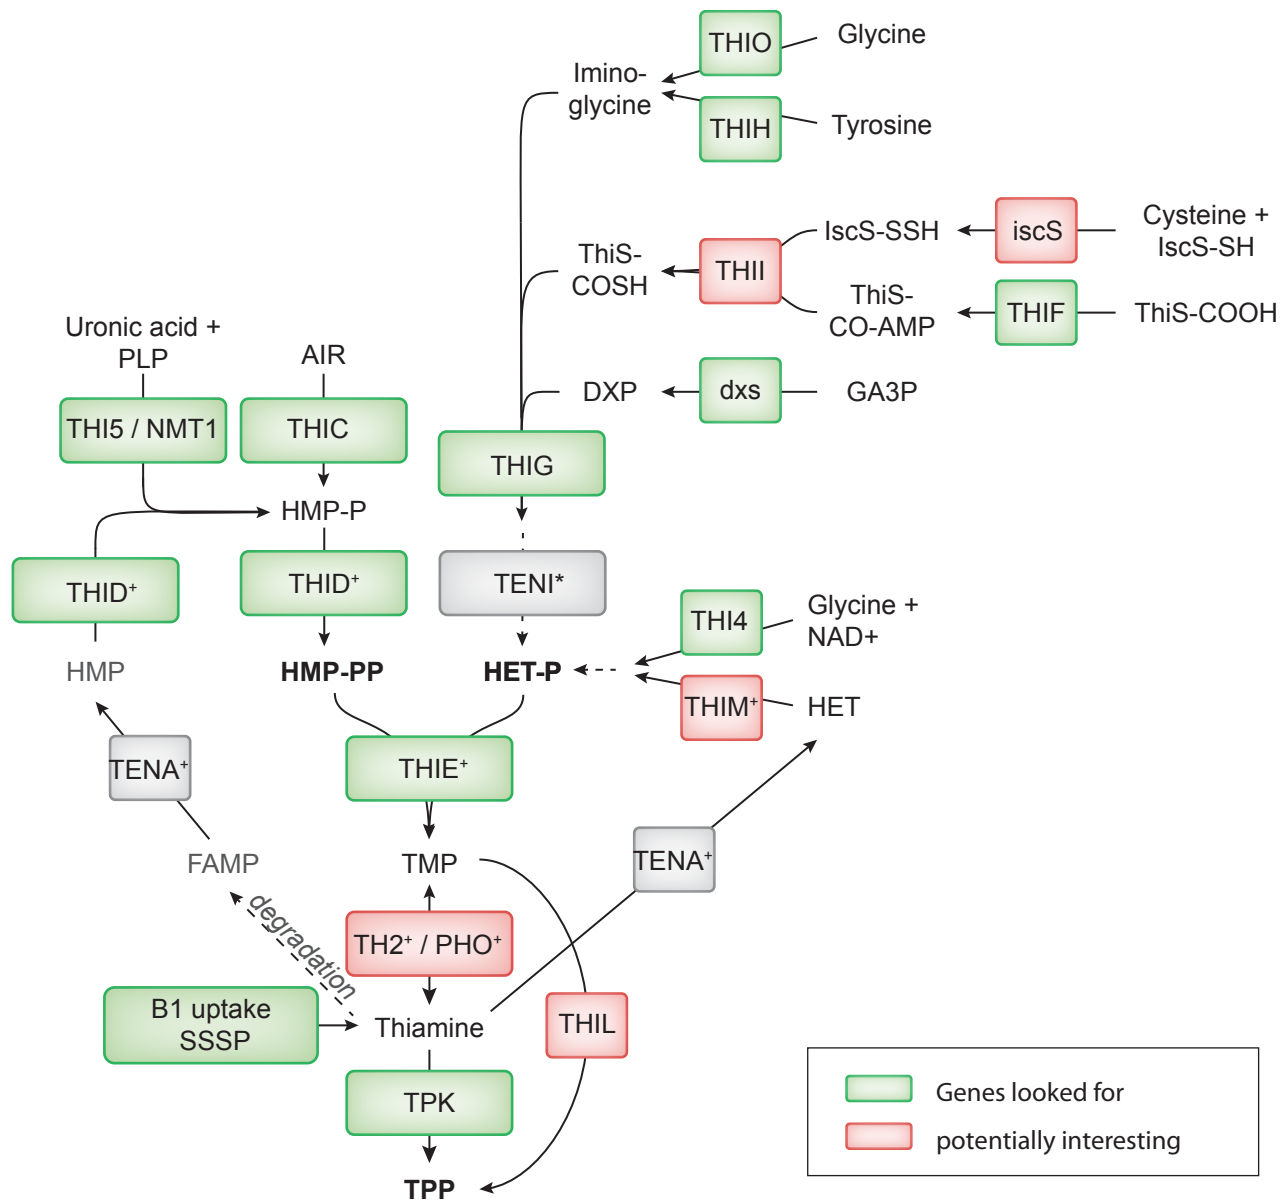 THIO
Glycine
Imino-
glycine
THIH
Tyrosine
IscS-SSH
iscS
Cysteine +
IscS-SH
ThiS-
COSH
THII
ThiS-
CO-AMP
THIF
ThiS-COOH
Uronic acid +
PLP
AIR
DXP
dxs
GA3P
THI5 / NMT1
THIC
THIG
HMP-P
THID⁺
THID⁺
TENI*
THI4
Glycine +
NAD+
HMP
HMP-PP
HET-P
THIM⁺
HET
TENA⁺
THIE⁺
FAMP
TMP
TENA⁺
degradation
TH2⁺ / PHO⁺
B1 uptake
SSSP
Thiamine
THIL
TPK
TPP
Genes looked for
potentially interesting